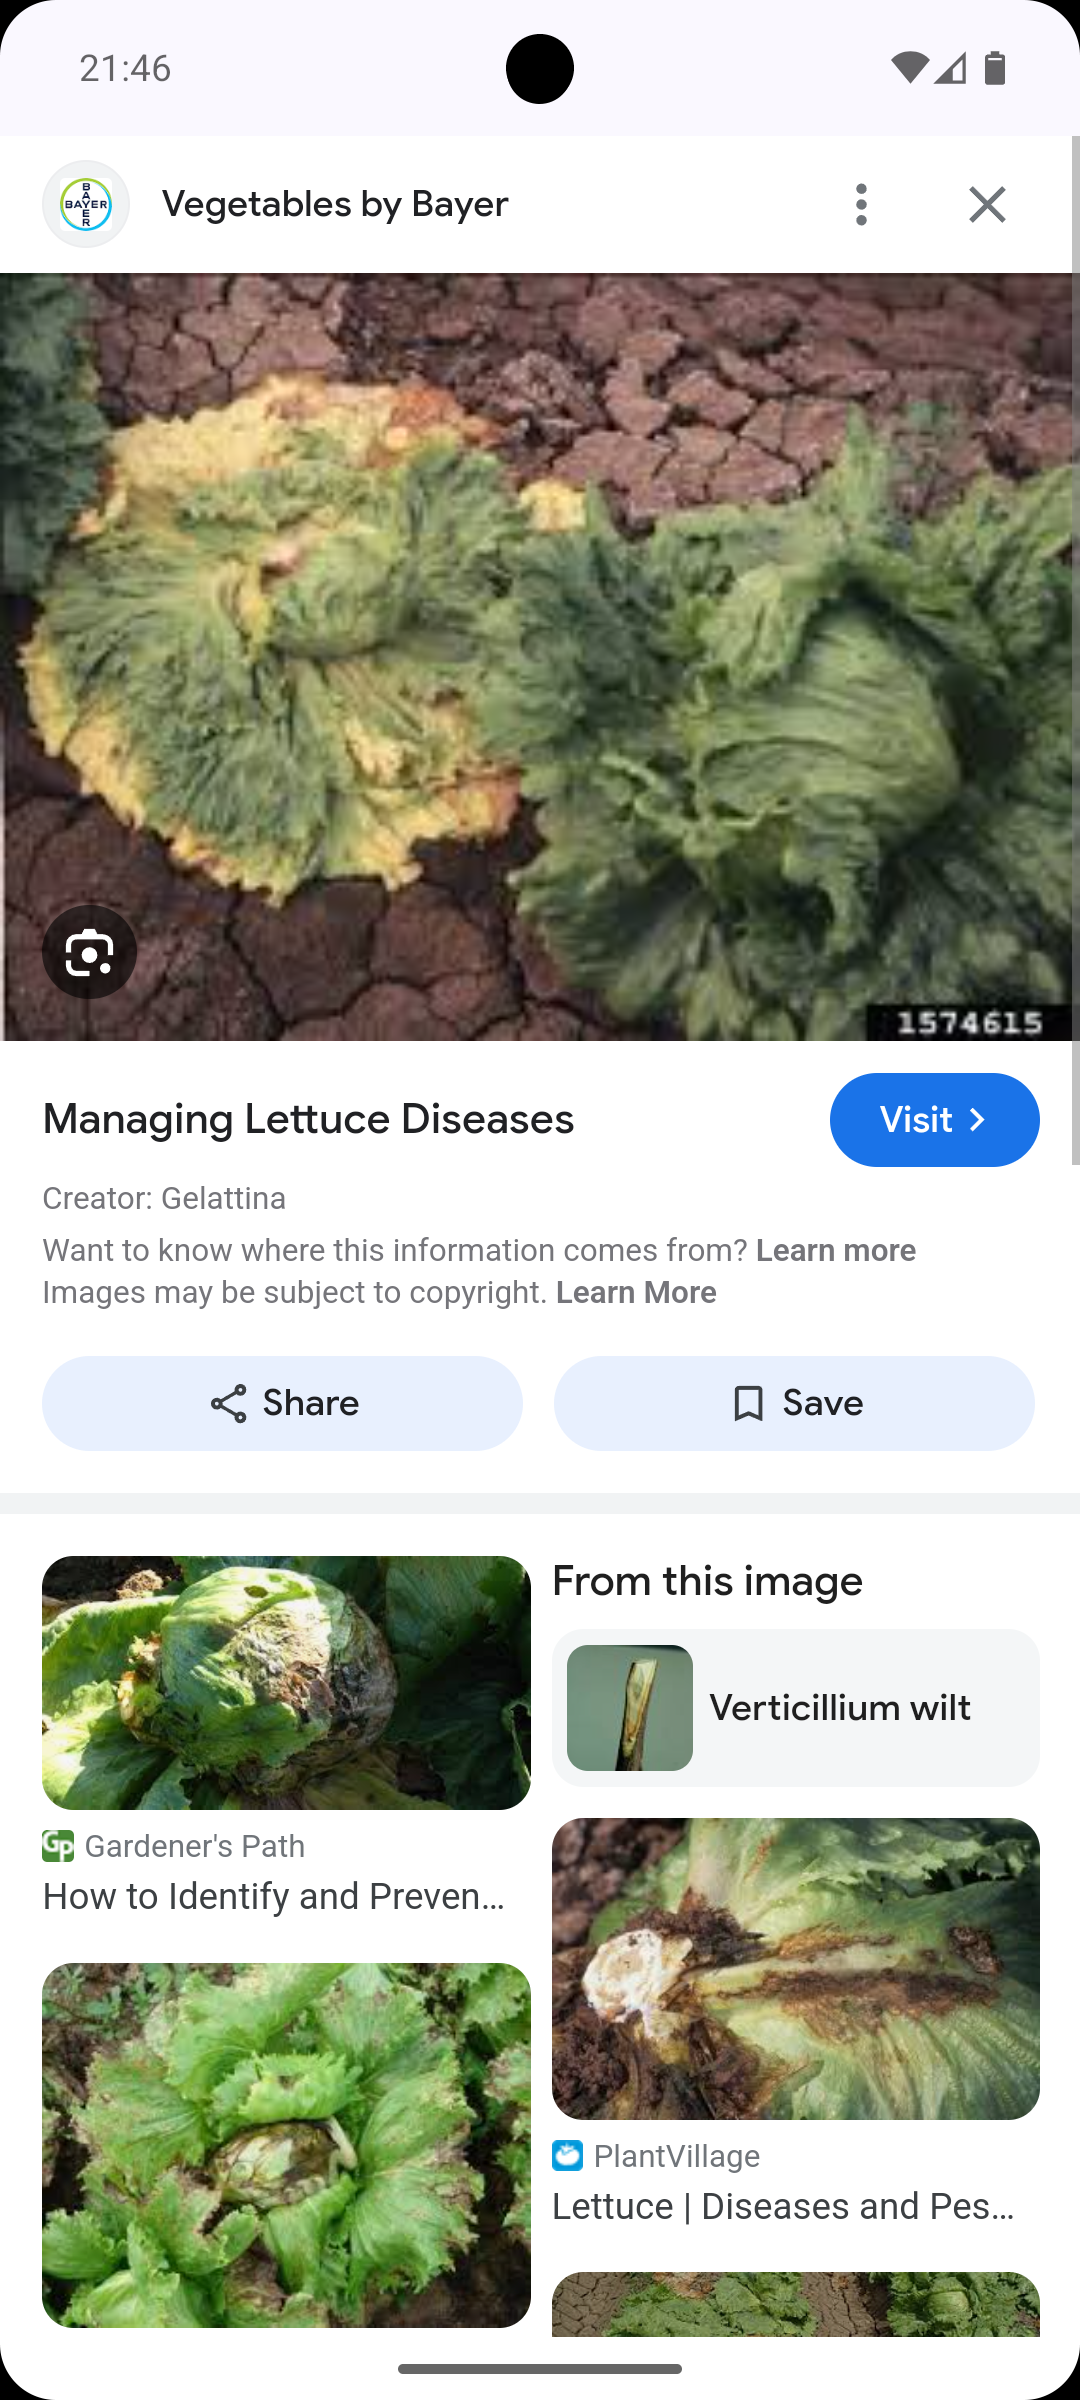 21:46
BAYER
BAYER
Vegetables by Bayer
1574615
Managing Lettuce Diseases
Visit
Creator: Gelattina
Want to know where this information comes from? Learn more
Images may be subject to copyright. Learn More
Share
Save
From this image
Verticillium wilt
Gp Gardener's Path
How to Identify and Preven...
PlantVillage
Lettuce | Diseases and Pes...